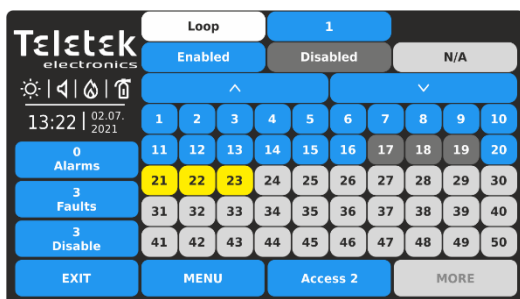 Teletek
electronics
13:22 02.07.
2021
0
Alarms
3
Faults
3
Disable
EXIT
Loop 1
Enabled Disabled N/A
1 2 3 4 5 6 7 8 9 10
11 12 13 14 15 16 17 18 19 20
21 22 23 24 25 26 27 28 29 30
31 32 33 34 35 36 37 38 39 40
41 42 43 44 45 46 47 48 49 50
MENU Access 2 MORE